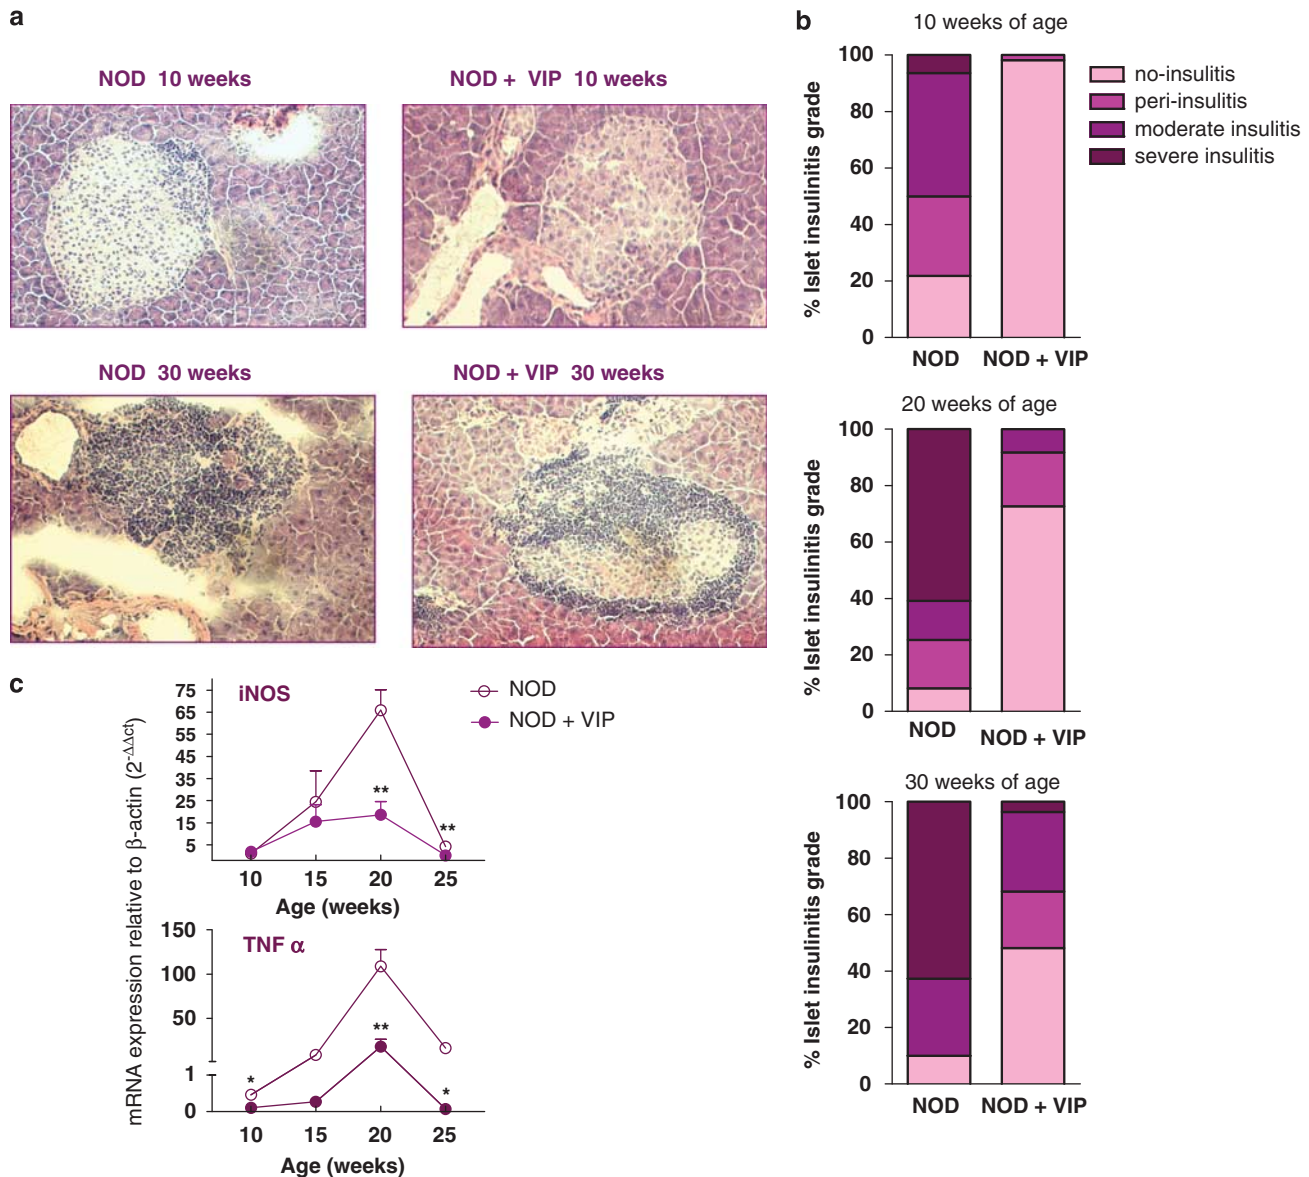 a
NOD 10 weeks
NOD + VIP 10 weeks
NOD 30 weeks
NOD + VIP 30 weeks
b
10 weeks of age
% Islet insulinitis grade
100
80
60
40
20
0
NOD
NOD + VIP
no-insulitis
peri-insulitis
moderate insulitis
severe insulitis
20 weeks of age
% Islet insulinitis grade
100
80
60
40
20
0
NOD
NOD + VIP
30 weeks of age
% Islet insulinitis grade
100
80
60
40
20
0
NOD
NOD + VIP
c
mRNA expression relative to β-actin (2⁻ΔΔct)
iNOS
NOD
NOD + VIP
75
65
55
45
35
25
15
5
**
**
10 15 20 25
Age (weeks)
TNF α
150
100
50
1
0
*
**
*
10 15 20 25
Age (weeks)